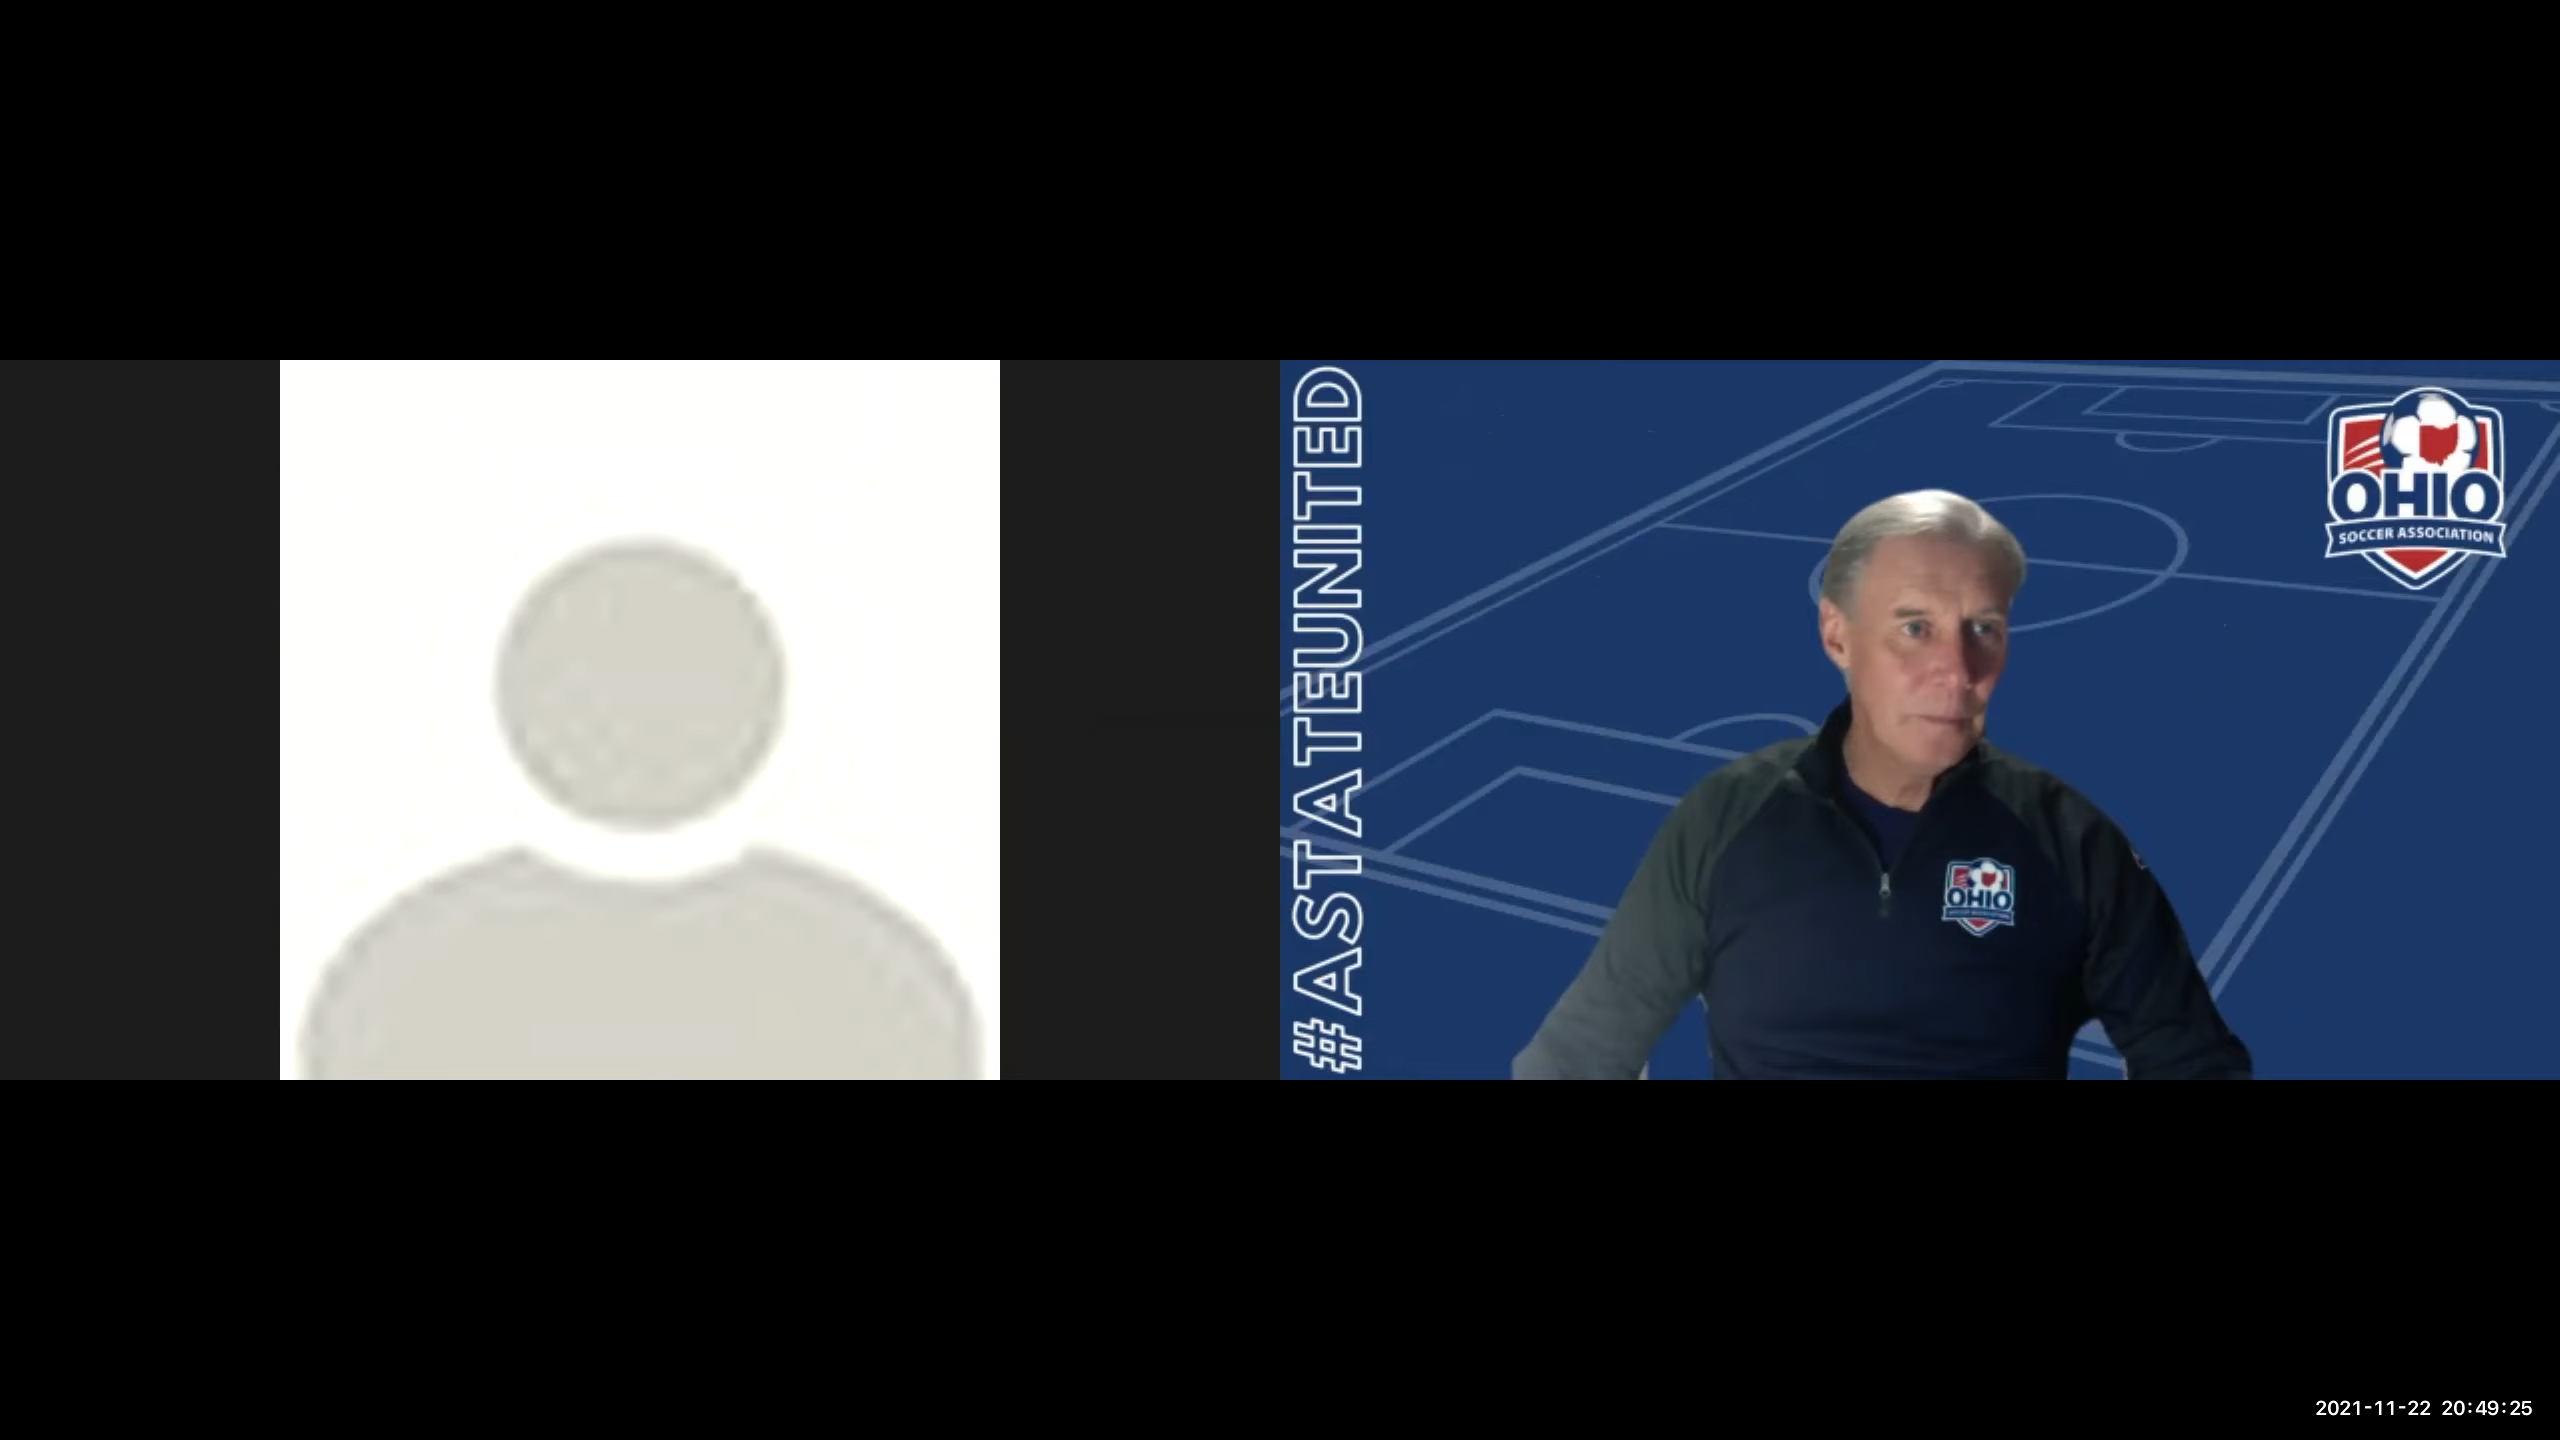 #ASTATEUNITED
OHIO
SOCCER ASSOCIATION
OHIO
2021-11-22 20:49:25